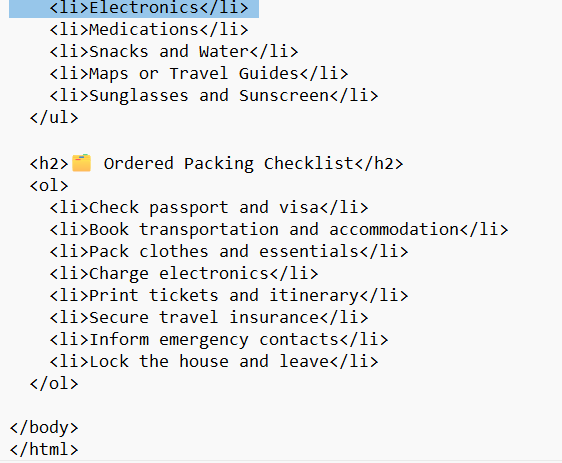 <li>Electronics</li>
<li>Medications</li>
<li>Snacks and Water</li>
<li>Maps or Travel Guides</li>
<li>Sunglasses and Sunscreen</li>
</ul>
<h2>🗂️ Ordered Packing Checklist</h2>
<ol>
<li>Check passport and visa</li>
<li>Book transportation and accommodation</li>
<li>Pack clothes and essentials</li>
<li>Charge electronics</li>
<li>Print tickets and itinerary</li>
<li>Secure travel insurance</li>
<li>Inform emergency contacts</li>
<li>Lock the house and leave</li>
</ol>
</body>
</html>